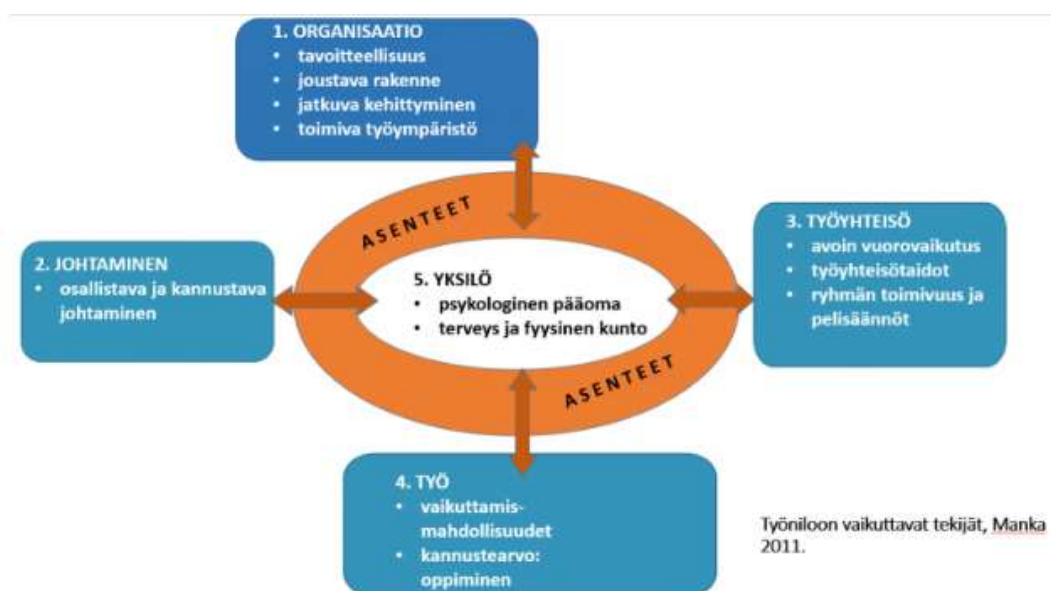 1. ORGANISAATIO
• tavoitteellisuus
• joustava rakenne
• jatkuva kehittyminen
• toimiva työympäristö
ASENTEET
2. JOHTAMINEN
• osallistava ja kannustava
johtaminen
5. YKSILÖ
• psykologinen pääoma
• terveys ja fyysinen kunto
3. TYÖYHTEISÖ
• avoin vuorovaikutus
• työyhteisötaidot
• ryhmän toimivuus ja
pelisäännöt
ASENTEET
4. TYÖ
• vaikuttamis-
mahdollisuudet
• kannustearvo:
oppiminen
Työniloon vaikuttavat tekijät, Manka
2011.